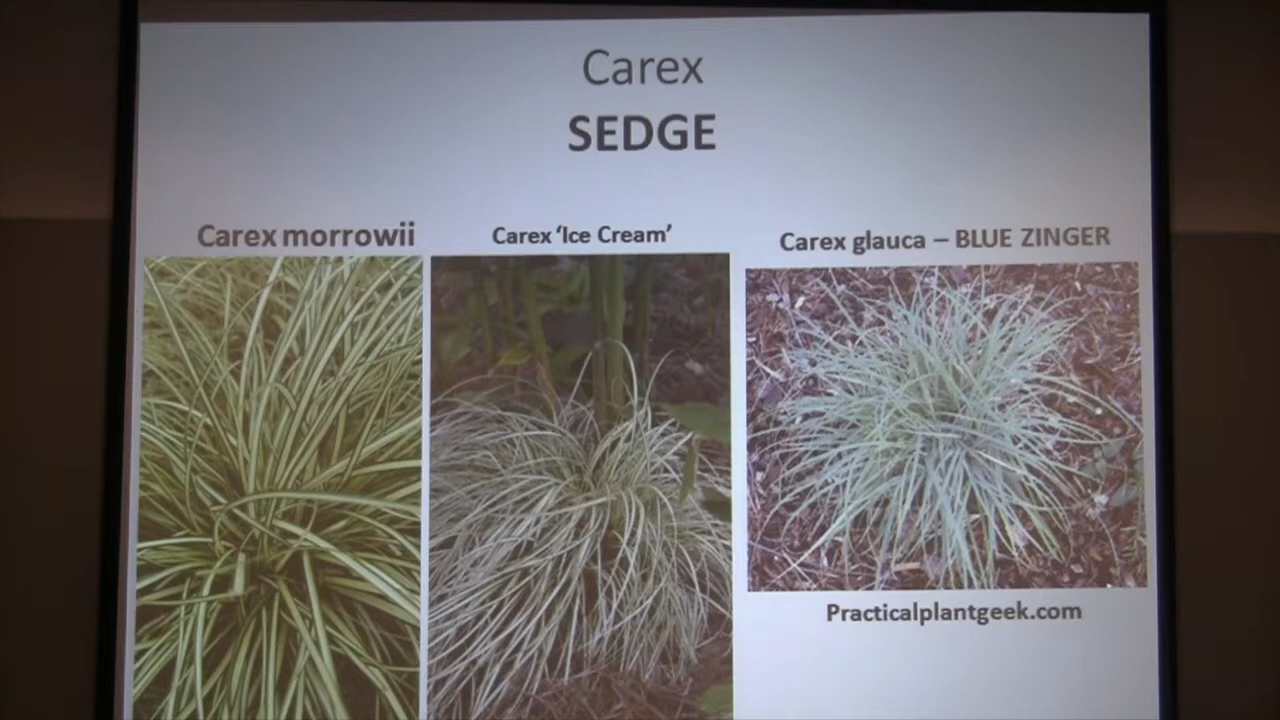 Carex
SEDGE
Carex morrowii
Carex ‘Ice Cream’
Carex glauca – BLUE ZINGER
Practicalplantgeek.com